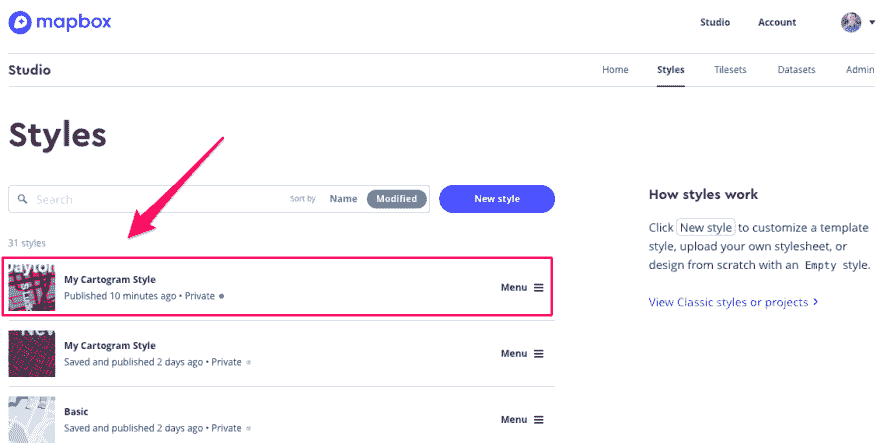 mapbox
Studio Account
Studio
Home Styles Tilesets Datasets Admin
Styles
Search Sort by Name Modified New style
31 styles
My Cartogram Style
Published 10 minutes ago • Private
Menu
My Cartogram Style
Saved and published 2 days ago • Private
Menu
Basic
Saved and published 2 days ago • Private
Menu
How styles work
Click New style to customize a template
style, upload your own stylesheet, or
design from scratch with an Empty style.
View Classic styles or projects